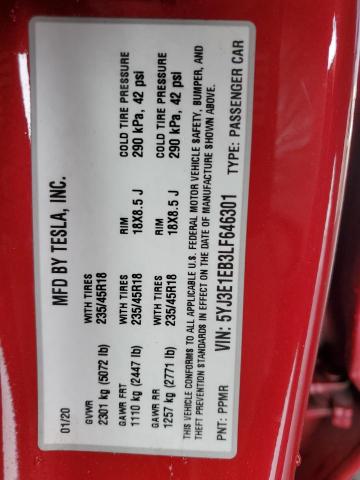 MFD BY TESLA, INC.
01/20
GVWR
2301 kg (5072 lb)
GAWR FRT WITH TIRES RIM COLD TIRE PRESSURE
1110 kg (2447 lb) 235/45R18 18X8.5 J 290 kPa, 42 psi
GAWR RR WITH TIRES RIM COLD TIRE PRESSURE
1257 kg (2771 lb) 235/45R18 18X8.5 J 290 kPa, 42 psi
THIS VEHICLE CONFORMS TO ALL APPLICABLE U.S. FEDERAL MOTOR VEHICLE SAFETY, BUMPER, AND
THEFT PREVENTION STANDARDS IN EFFECT ON THE DATE OF MANUFACTURE SHOWN ABOVE.
PNT: PPMR VIN: 5YJ3E1EB3LF646301 TYPE: PASSENGER CAR